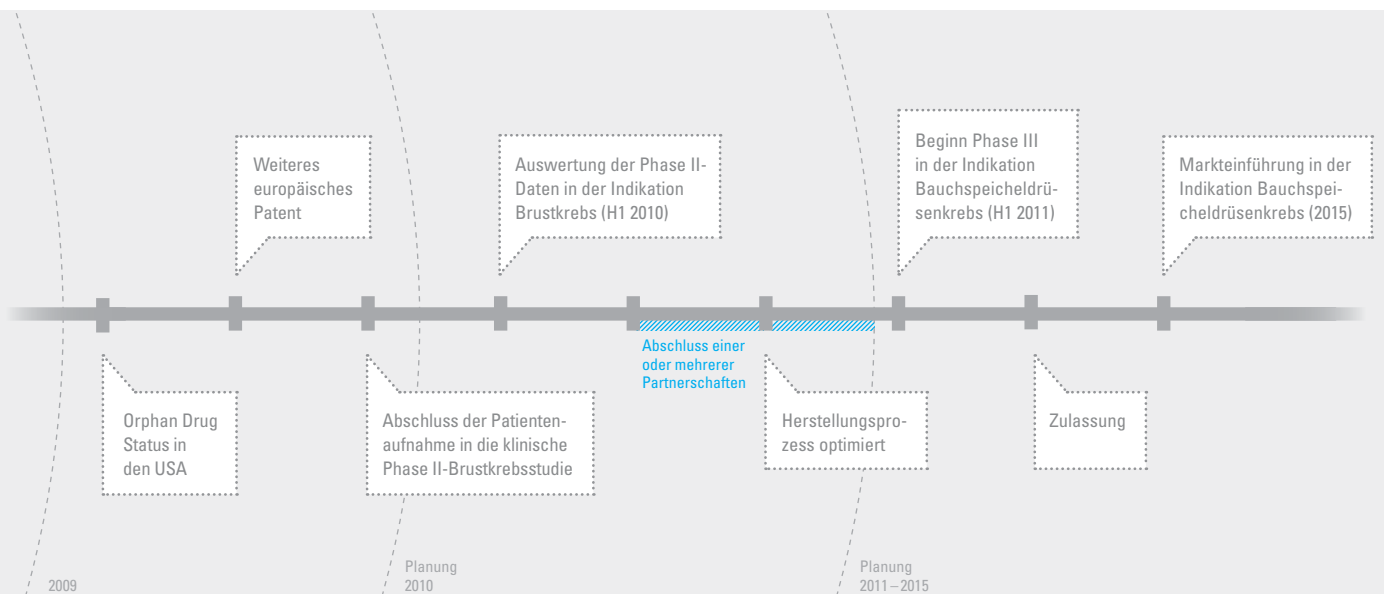 Weiteres
europäisches
Patent
Auswertung der Phase II-
Daten in der Indikation
Brustkrebs (H1 2010)
Beginn Phase III
in der Indikation
Bauchspeicheldrü-
senkrebs (H1 2011)
Markteinführung in der
Indikation Bauchspei-
cheldrüsenkrebs (2015)
Abschluss einer
oder mehrerer
Partnerschaften
Orphan Drug
Status in
den USA
Abschluss der Patienten-
aufnahme in die klinische
Phase II-Brustkrebsstudie
Herstellungspro-
zess optimiert
Zulassung
2009
Planung
2010
Planung
2011–2015